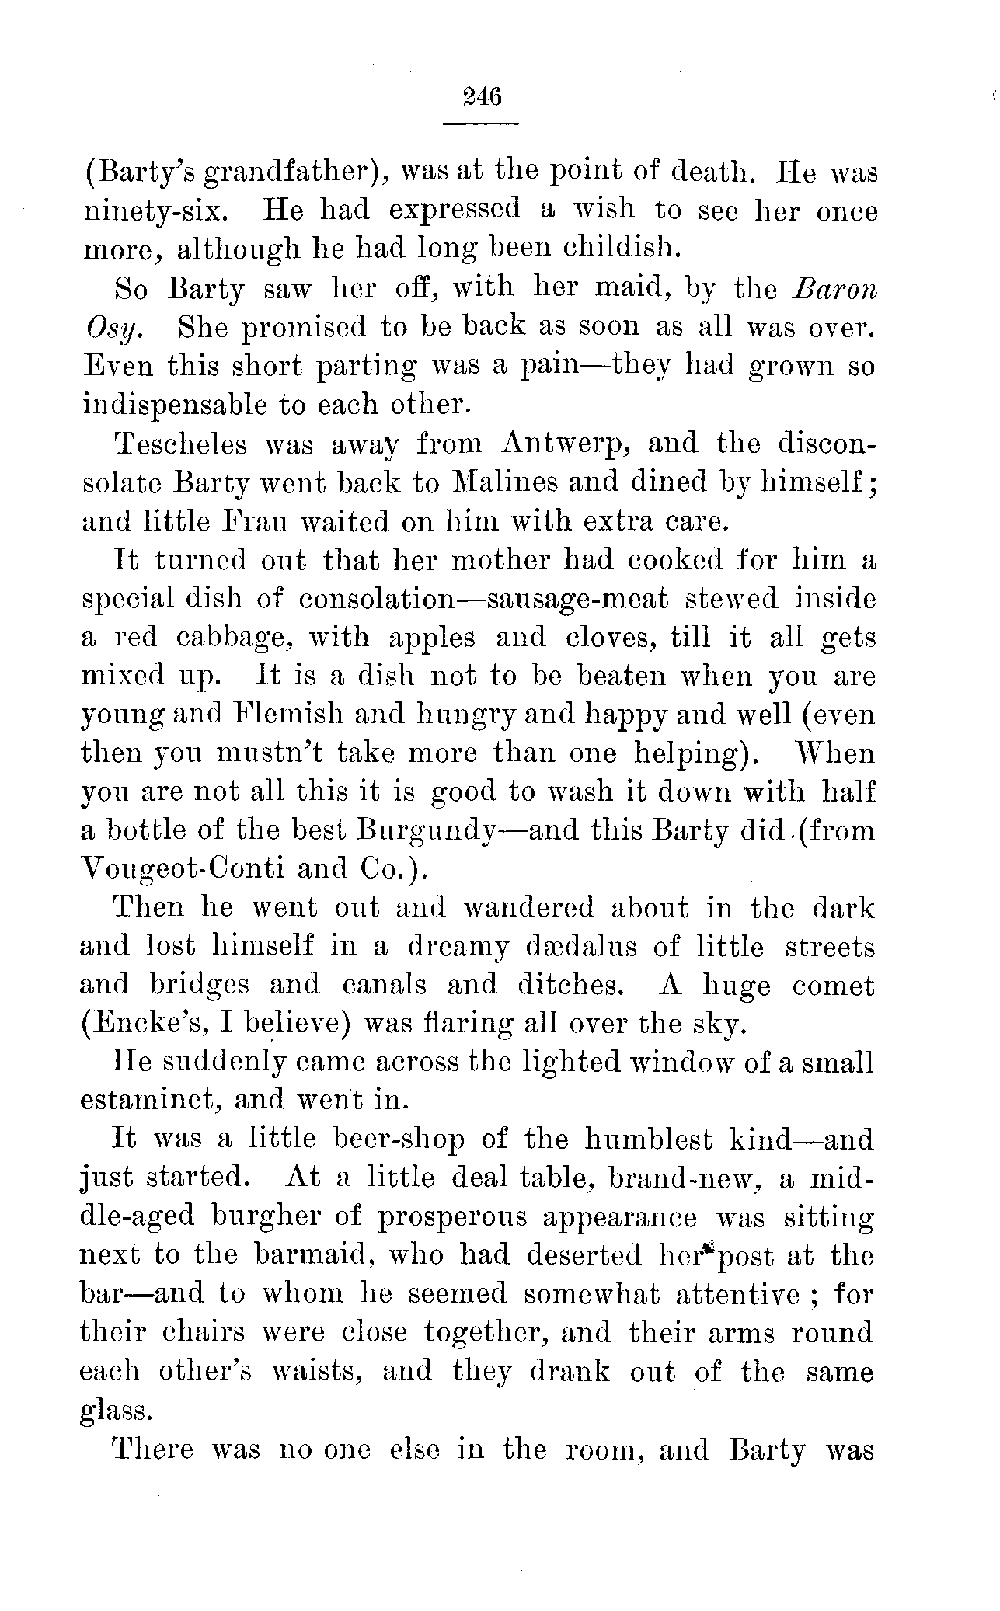 246
(Barty's grandfather), was at the point of death. He was
ninety-six. He had expressed a wish to see her once
more, although he had long been childish.
So Barty saw her off, with her maid, by the Baron
Osy. She promised to be back as soon as all was over.
Even this short parting was a pain—they had grown so
indispensable to each other.
Tescheles was away from Antwerp, and the discon-
solate Barty went back to Malines and dined by himself;
and little Frau waited on him with extra care.
It turned out that her mother had cooked for him a
special dish of consolation—sausage-meat stewed inside
a red cabbage, with apples and cloves, till it all gets
mixed up. It is a dish not to be beaten when you are
young and Flemish and hungry and happy and well (even
then you mustn't take more than one helping). When
you are not all this it is good to wash it down with half
a bottle of the best Burgundy—and this Barty did (from
Vougeot-Conti and Co.).
Then he went out and wandered about in the dark
and lost himself in a dreamy dædalus of little streets
and bridges and canals and ditches. A huge comet
(Encke's, I believe) was flaring all over the sky.
He suddenly came across the lighted window of a small
estaminet, and went in.
It was a little beer-shop of the humblest kind—and
just started. At a little deal table, brand-new, a mid-
dle-aged burgher of prosperous appearance was sitting
next to the barmaid, who had deserted her post at the
bar—and to whom he seemed somewhat attentive; for
their chairs were close together, and their arms round
each other's waists, and they drank out of the same
glass.
There was no one else in the room, and Barty was